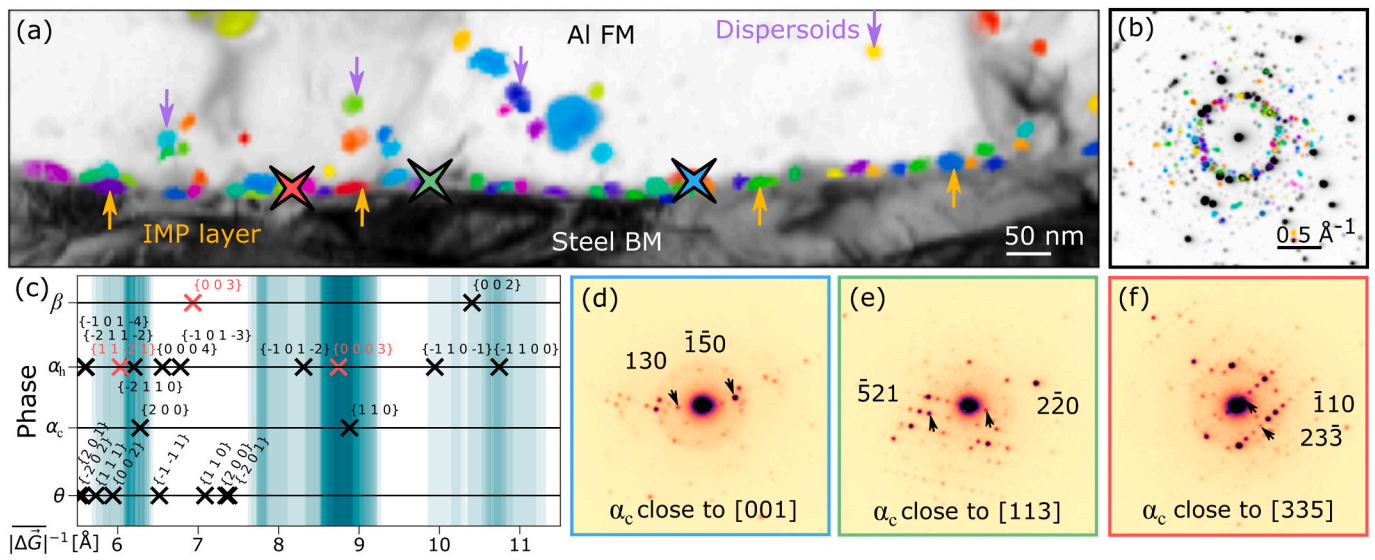 (a)
Al FM
Dispersoids
IMP layer
Steel BM
50 nm
(b)
0.5 Å⁻¹
(c)
Phase
β
{0 0 3}
{0 0 2}
αₕ
{-1 0 1 -4}
{-2 1 1 -2}
{1 1 -2 1}
{0 0 0 4}
{-1 0 1 -3}
{-2 1 1 0}
{-1 0 1 -2}
{0 0 0 3}
{-1 1 0 -1}
{-1 1 0 0}
α_c
{2 0 0}
{1 1 0}
θ
{-2 0 2}
{2 0 1}
{1 1 1}
{0 0 2}
{-1 -1 1}
{1 1 0}
{2 0 0}
{-2 0 1}
|ΔG⃗|⁻¹ [Å]
6 7 8 9 10 11
(d)
130
1̄5̄0
α_c close to [001]
(e)
5̄21
22̄0
α_c close to [113]
(f)
1̄10
233̄
α_c close to [335]